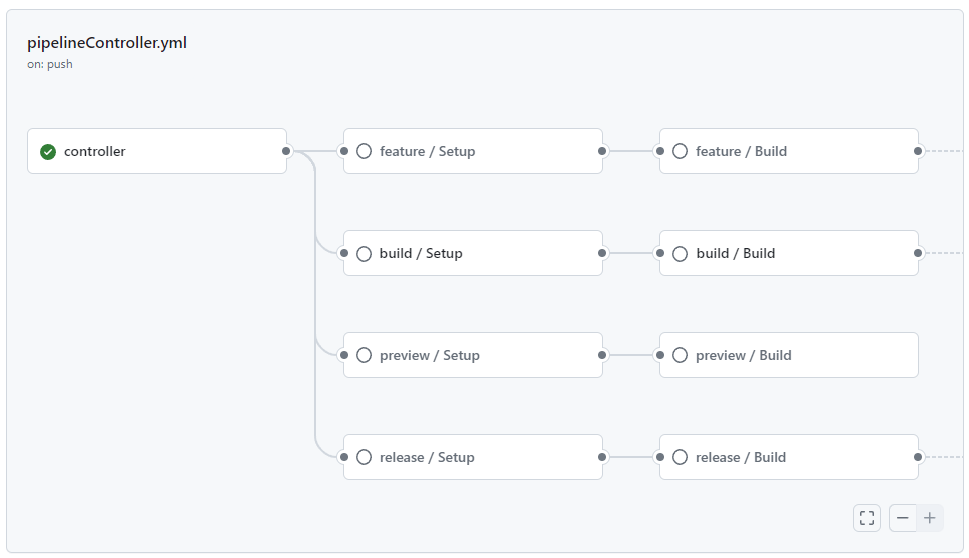 pipelineController.yml
on: push
controller
feature / Setup
feature / Build
build / Setup
build / Build
preview / Setup
preview / Build
release / Setup
release / Build